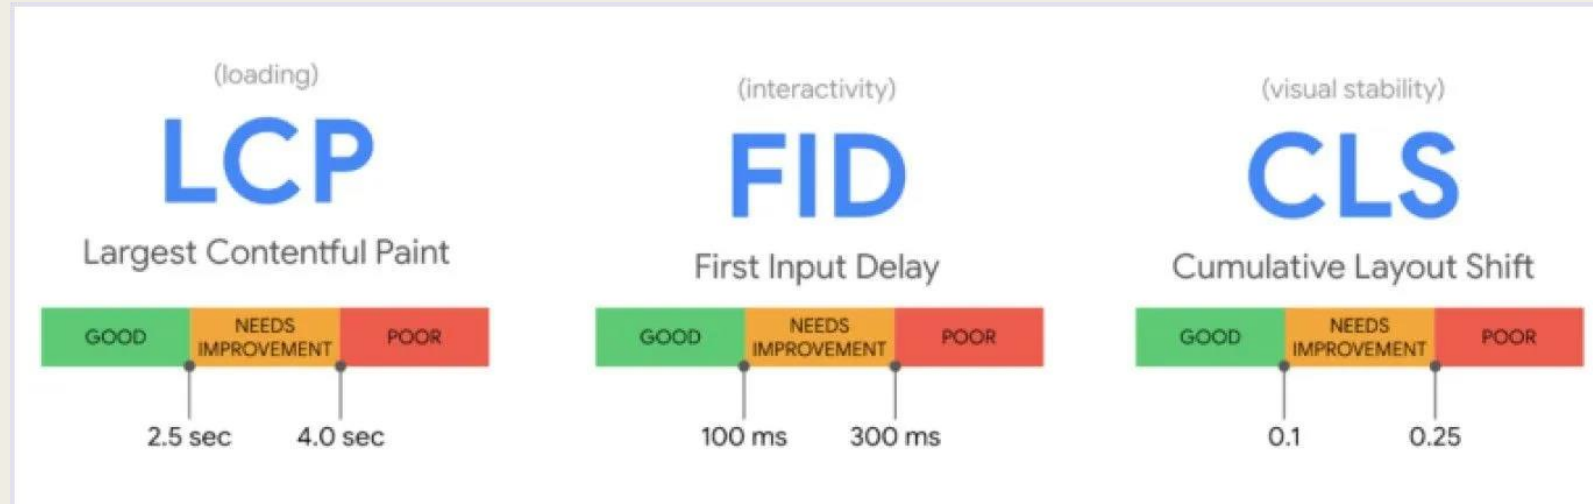 (loading)
LCP
Largest Contentful Paint
GOOD
NEEDS
IMPROVEMENT
POOR
2.5 sec
4.0 sec
(interactivity)
FID
First Input Delay
GOOD
NEEDS
IMPROVEMENT
POOR
100 ms
300 ms
(visual stability)
CLS
Cumulative Layout Shift
GOOD
NEEDS
IMPROVEMENT
POOR
0.1
0.25